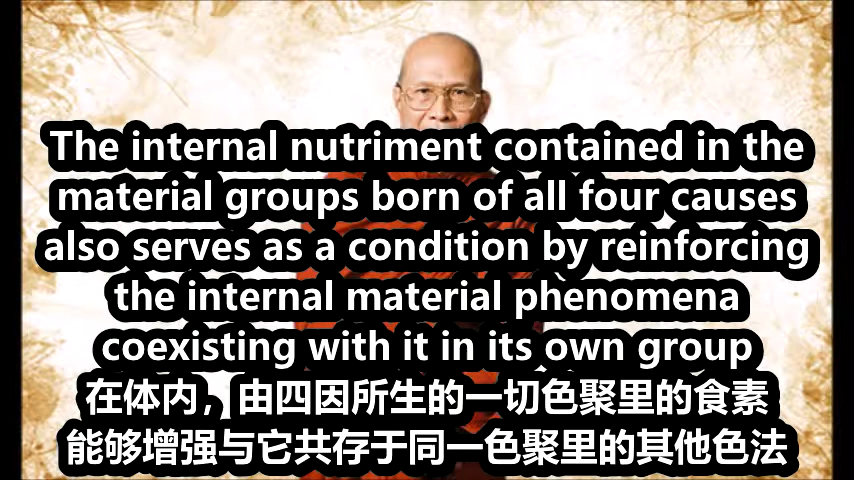 The internal nutriment contained in the
material groups born of all four causes
also serves as a condition by reinforcing
the internal material phenomena
coexisting with it in its own group
在体内，由四因所生的一切色聚里的食素
能够增强与它共存于同一色聚里的其他色法